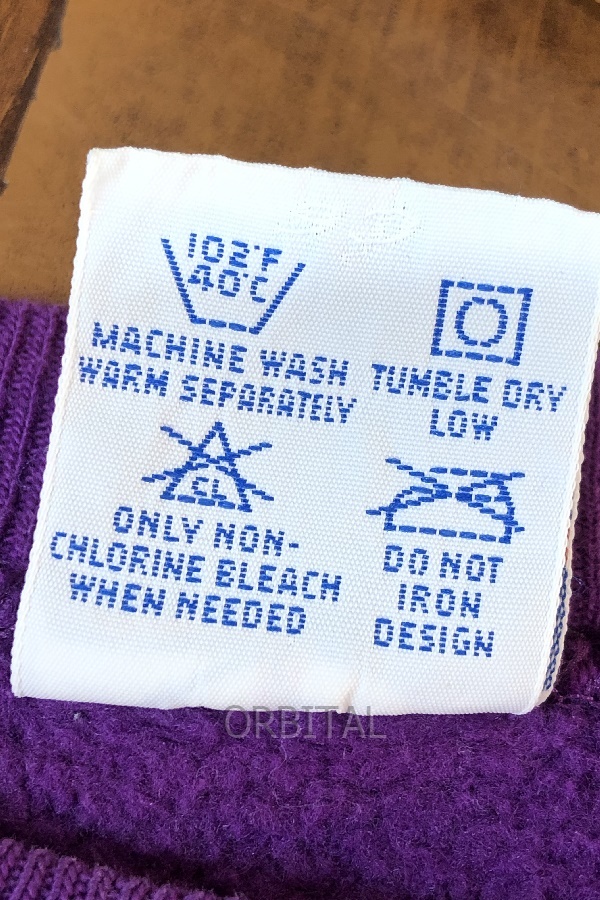 102°F
40°C
MACHINE WASH
WARM SEPARATELY
TUMBLE DRY
LOW
CL
ONLY NON-
CHLORINE BLEACH
WHEN NEEDED
DO NOT
IRON
DESIGN
ORBITAL